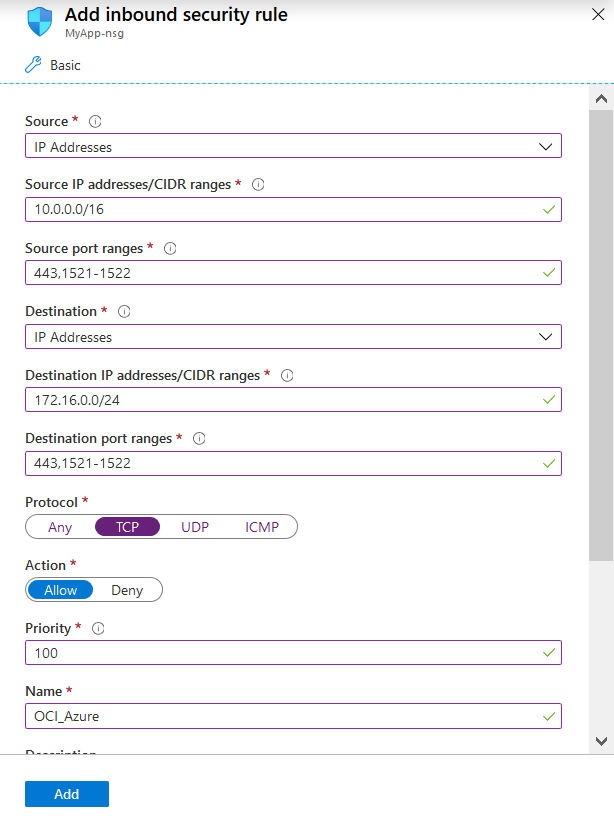 Add inbound security rule
MyApp-nsg
Basic
Source *
IP Addresses
Source IP addresses/CIDR ranges *
10.0.0.0/16
Source port ranges *
443,1521-1522
Destination *
IP Addresses
Destination IP addresses/CIDR ranges *
172.16.0.0/24
Destination port ranges *
443,1521-1522
Protocol *
Any TCP UDP ICMP
Action *
Allow Deny
Priority *
100
Name *
OCI_Azure
Description
Add